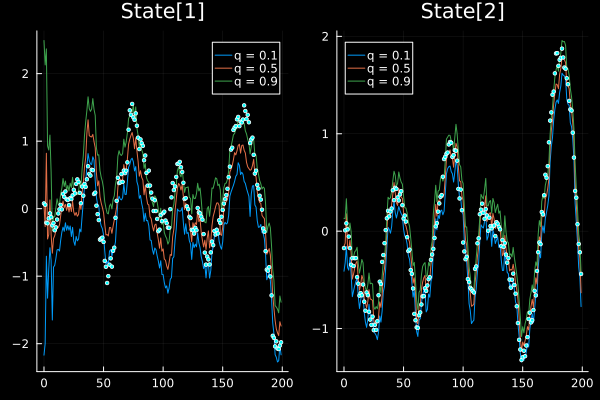 State[1]
q = 0.1
q = 0.5
q = 0.9
2
1
0
−1
−2
0
50
100
150
200
State[2]
q = 0.1
q = 0.5
q = 0.9
2
1
0
−1
0
50
100
150
200